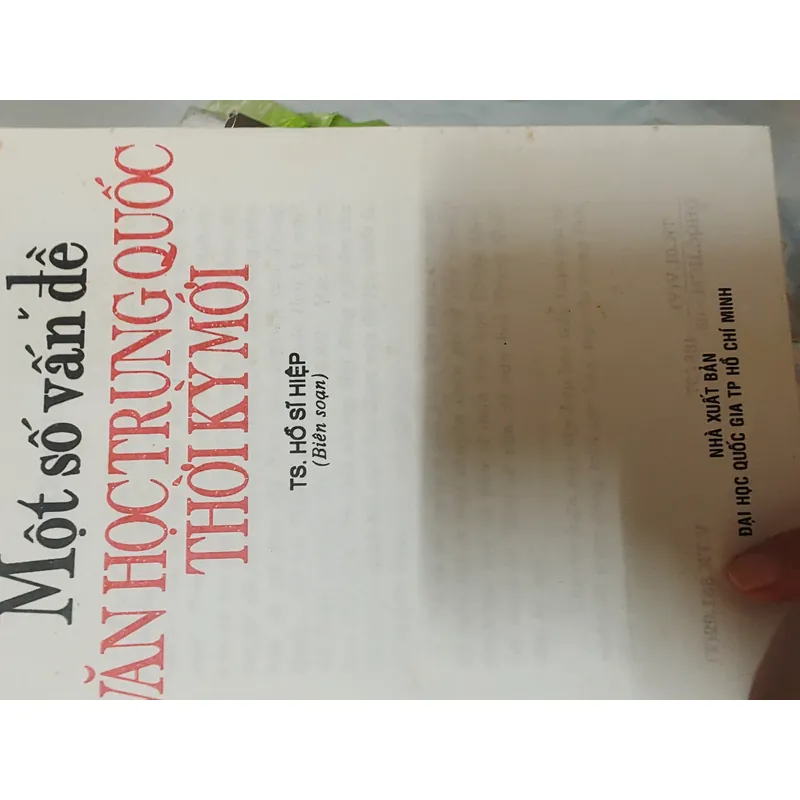 Một số vấn đề
VĂN HỌC TRUNG QUỐC
THỜI KỲ MỚI
TS. HỒ SĨ HIỆP
(Biên soạn)
NHÀ XUẤT BẢN
ĐẠI HỌC QUỐC GIA TP HỒ CHÍ MINH